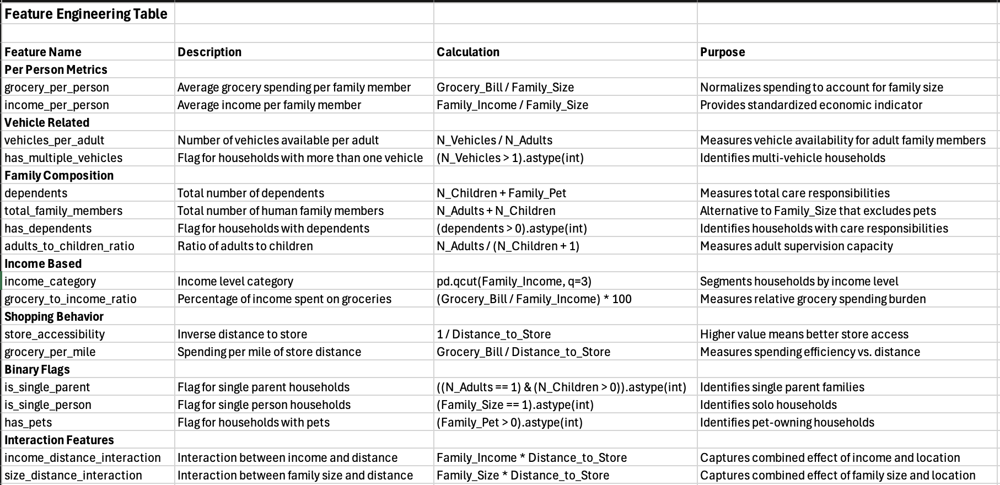 Feature Engineering Table
Feature Name Description Calculation Purpose
Per Person Metrics
grocery_per_person Average grocery spending per family member Grocery_Bill / Family_Size Normalizes spending to account for family size
income_per_person Average income per family member Family_Income / Family_Size Provides standardized economic indicator
Vehicle Related
vehicles_per_adult Number of vehicles available per adult N_Vehicles / N_Adults Measures vehicle availability for adult family members
has_multiple_vehicles Flag for households with more than one vehicle (N_Vehicles > 1).astype(int) Identifies multi-vehicle households
Family Composition
dependents Total number of dependents N_Children + Family_Pet Measures total care responsibilities
total_family_members Total number of human family members N_Adults + N_Children Alternative to Family_Size that excludes pets
has_dependents Flag for households with dependents (dependents > 0).astype(int) Identifies households with care responsibilities
adults_to_children_ratio Ratio of adults to children N_Adults / (N_Children + 1) Measures adult supervision capacity
Income Based
income_category Income level category pd.qcut(Family_Income, q=3) Segments households by income level
grocery_to_income_ratio Percentage of income spent on groceries (Grocery_Bill / Family_Income) * 100 Measures relative grocery spending burden
Shopping Behavior
store_accessibility Inverse distance to store 1 / Distance_to_Store Higher value means better store access
grocery_per_mile Spending per mile of store distance Grocery_Bill / Distance_to_Store Measures spending efficiency vs. distance
Binary Flags
is_single_parent Flag for single parent households ((N_Adults == 1) & (N_Children > 0)).astype(int) Identifies single parent families
is_single_person Flag for single person households (Family_Size == 1).astype(int) Identifies solo households
has_pets Flag for households with pets (Family_Pet > 0).astype(int) Identifies pet-owning households
Interaction Features
income_distance_interaction Interaction between income and distance Family_Income * Distance_to_Store Captures combined effect of income and location
size_distance_interaction Interaction between family size and distance Family_Size * Distance_to_Store Captures combined effect of family size and location